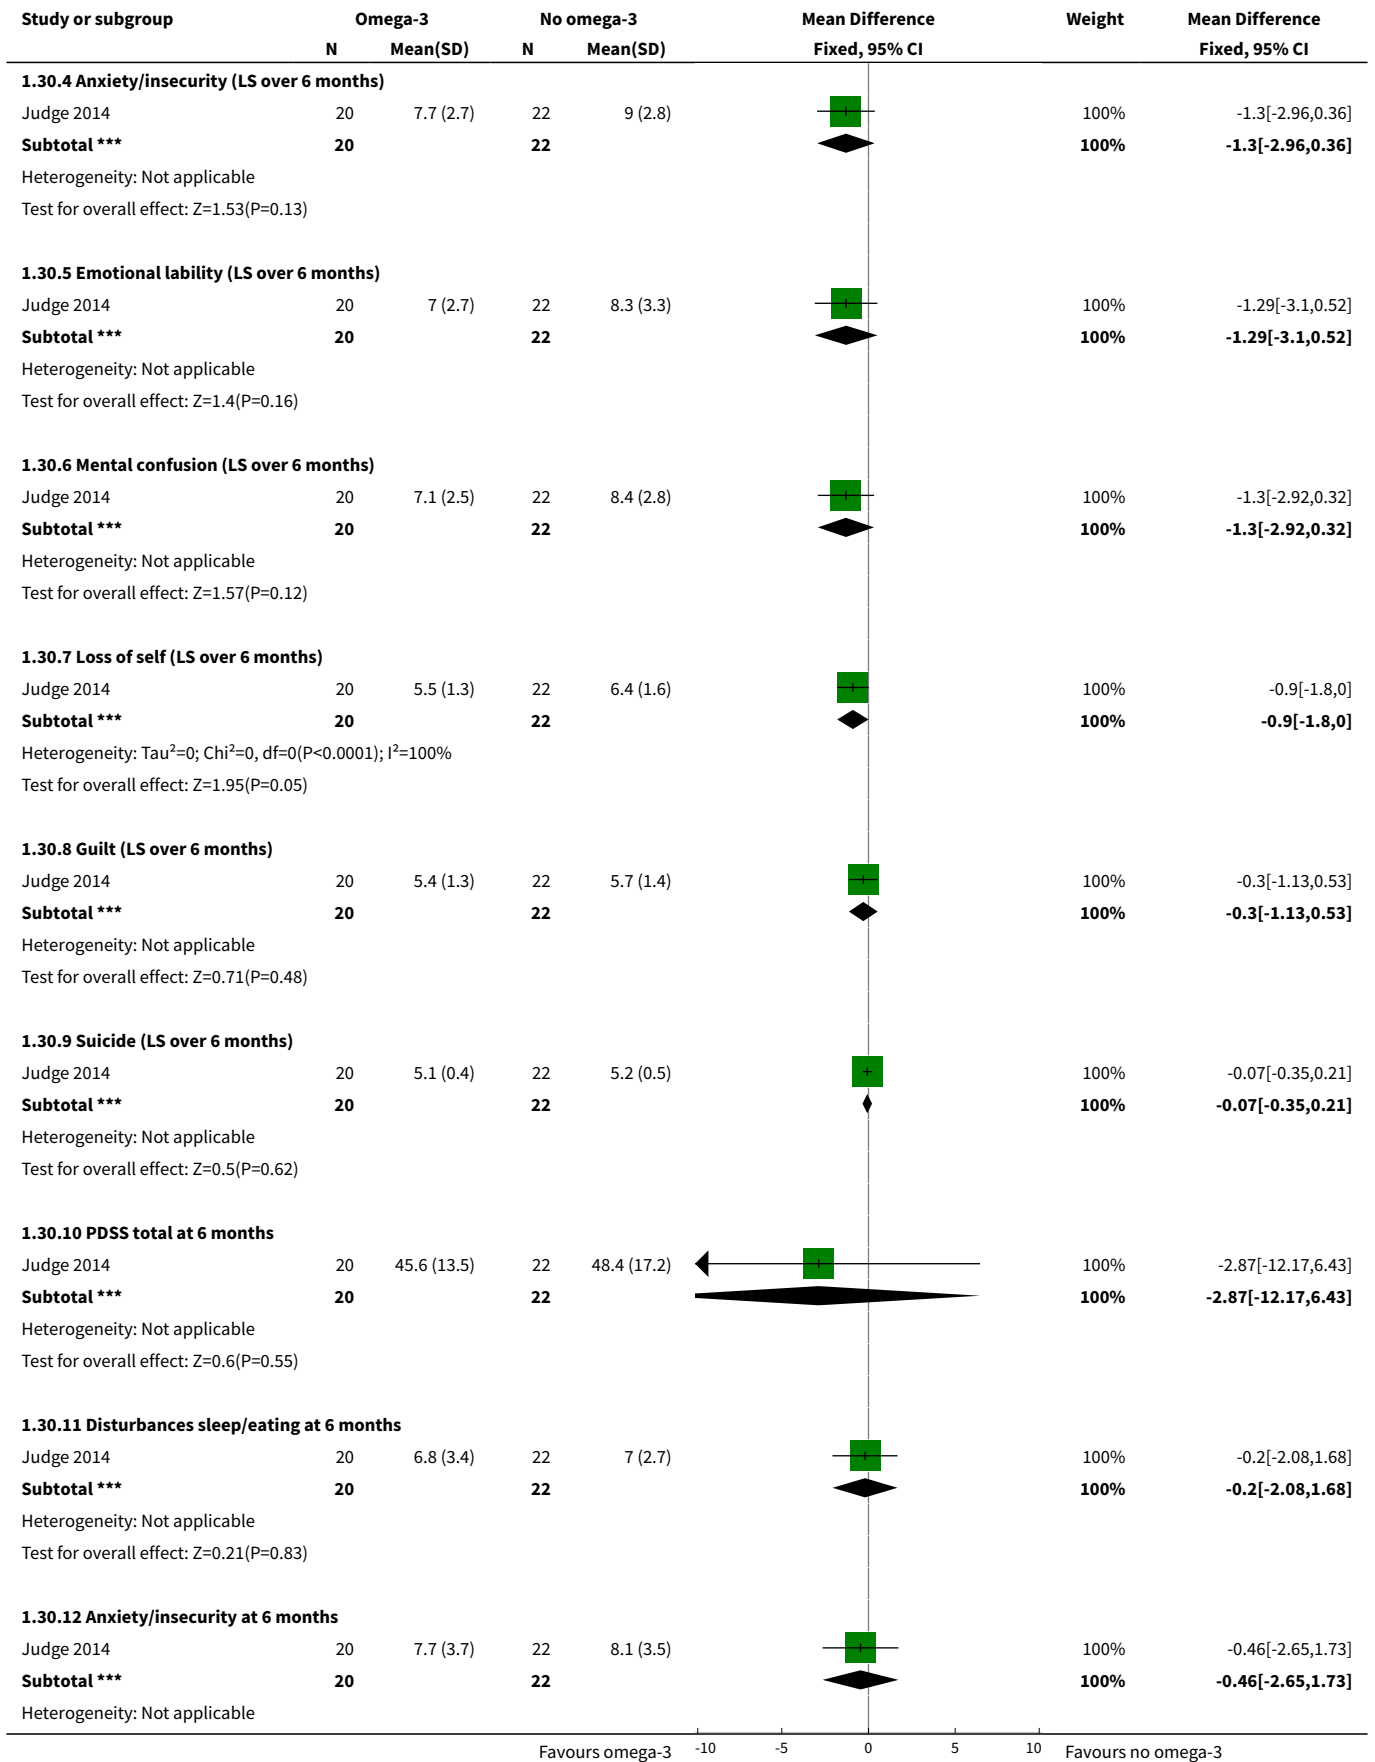 Study or subgroup Omega-3 No omega-3 Mean Difference Weight Mean Difference
N Mean(SD) N Mean(SD) Fixed, 95% CI Fixed, 95% CI
1.30.4 Anxiety/insecurity (LS over 6 months)
Judge 2014 20 7.7 (2.7) 22 9 (2.8) 100% -1.3[-2.96,0.36]
Subtotal *** 20 22 100% -1.3[-2.96,0.36]
Heterogeneity: Not applicable
Test for overall effect: Z=1.53(P=0.13)
1.30.5 Emotional lability (LS over 6 months)
Judge 2014 20 7 (2.7) 22 8.3 (3.3) 100% -1.29[-3.1,0.52]
Subtotal *** 20 22 100% -1.29[-3.1,0.52]
Heterogeneity: Not applicable
Test for overall effect: Z=1.4(P=0.16)
1.30.6 Mental confusion (LS over 6 months)
Judge 2014 20 7.1 (2.5) 22 8.4 (2.8) 100% -1.3[-2.92,0.32]
Subtotal *** 20 22 100% -1.3[-2.92,0.32]
Heterogeneity: Not applicable
Test for overall effect: Z=1.57(P=0.12)
1.30.7 Loss of self (LS over 6 months)
Judge 2014 20 5.5 (1.3) 22 6.4 (1.6) 100% -0.9[-1.8,0]
Subtotal *** 20 22 100% -0.9[-1.8,0]
Heterogeneity: Tau²=0; Chi²=0, df=0(P<0.0001); I²=100%
Test for overall effect: Z=1.95(P=0.05)
1.30.8 Guilt (LS over 6 months)
Judge 2014 20 5.4 (1.3) 22 5.7 (1.4) 100% -0.3[-1.13,0.53]
Subtotal *** 20 22 100% -0.3[-1.13,0.53]
Heterogeneity: Not applicable
Test for overall effect: Z=0.71(P=0.48)
1.30.9 Suicide (LS over 6 months)
Judge 2014 20 5.1 (0.4) 22 5.2 (0.5) 100% -0.07[-0.35,0.21]
Subtotal *** 20 22 100% -0.07[-0.35,0.21]
Heterogeneity: Not applicable
Test for overall effect: Z=0.5(P=0.62)
1.30.10 PDSS total at 6 months
Judge 2014 20 45.6 (13.5) 22 48.4 (17.2) 100% -2.87[-12.17,6.43]
Subtotal *** 20 22 100% -2.87[-12.17,6.43]
Heterogeneity: Not applicable
Test for overall effect: Z=0.6(P=0.55)
1.30.11 Disturbances sleep/eating at 6 months
Judge 2014 20 6.8 (3.4) 22 7 (2.7) 100% -0.2[-2.08,1.68]
Subtotal *** 20 22 100% -0.2[-2.08,1.68]
Heterogeneity: Not applicable
Test for overall effect: Z=0.21(P=0.83)
1.30.12 Anxiety/insecurity at 6 months
Judge 2014 20 7.7 (3.7) 22 8.1 (3.5) 100% -0.46[-2.65,1.73]
Subtotal *** 20 22 100% -0.46[-2.65,1.73]
Heterogeneity: Not applicable
Favours omega-3 -10 -5 0 5 10 Favours no omega-3